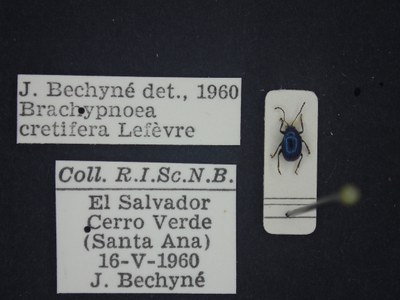 J. Bechyné det., 1960
Brachypnoea
cretifera Lefèvre
Coll. R.I.Sc.N.B.
El Salvador
Cerro Verde
(Santa Ana)
16-V-1960
J. Bechyné